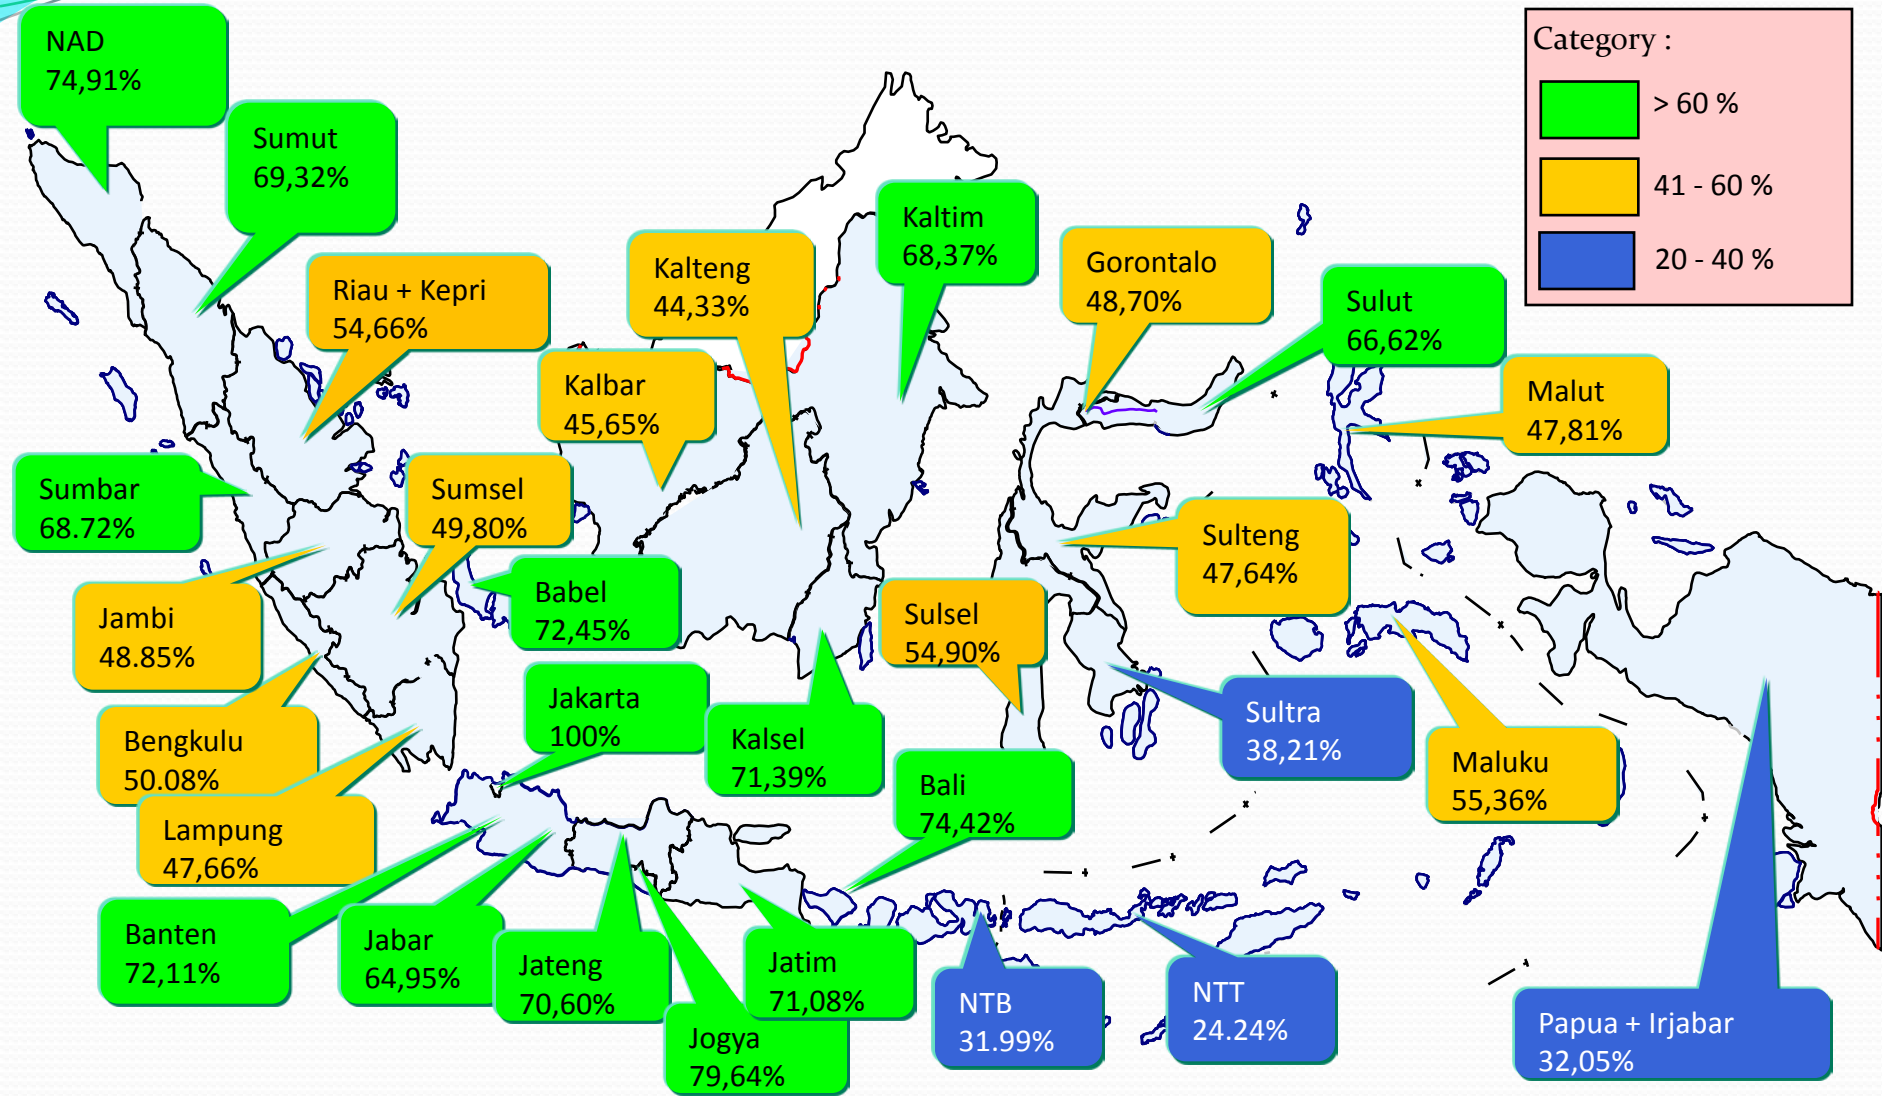 NAD
74,91%
Sumut
69,32%
Riau + Kepri
54,66%
Kalbar
45,65%
Kalteng
44,33%
Kaltim
68,37%
Gorontalo
48,70%
Sulut
66,62%
Category :
> 60 %
41 - 60 %
20 - 40 %
Malut
47,81%
Sumbar
68.72%
Sumsel
49,80%
Sulteng
47,64%
Jambi
48.85%
Babel
72,45%
Sulsel
54,90%
Bengkulu
50.08%
Jakarta
100%
Kalsel
71,39%
Sultra
38,21%
Maluku
55,36%
Lampung
47,66%
Bali
74,42%
Banten
72,11%
Jabar
64,95%
Jateng
70,60%
Jogya
79,64%
Jatim
71,08%
NTB
31.99%
NTT
24.24%
Papua + Irjabar
32,05%